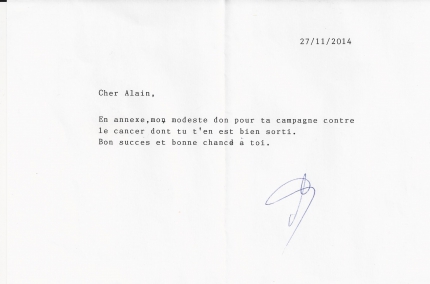 27/11/2014
Cher Alain,
En annexe,mon modeste don pour ta campagne contre
le cancer dont tu t'en est bien sorti.
Bon succes et bonne chance à toi.